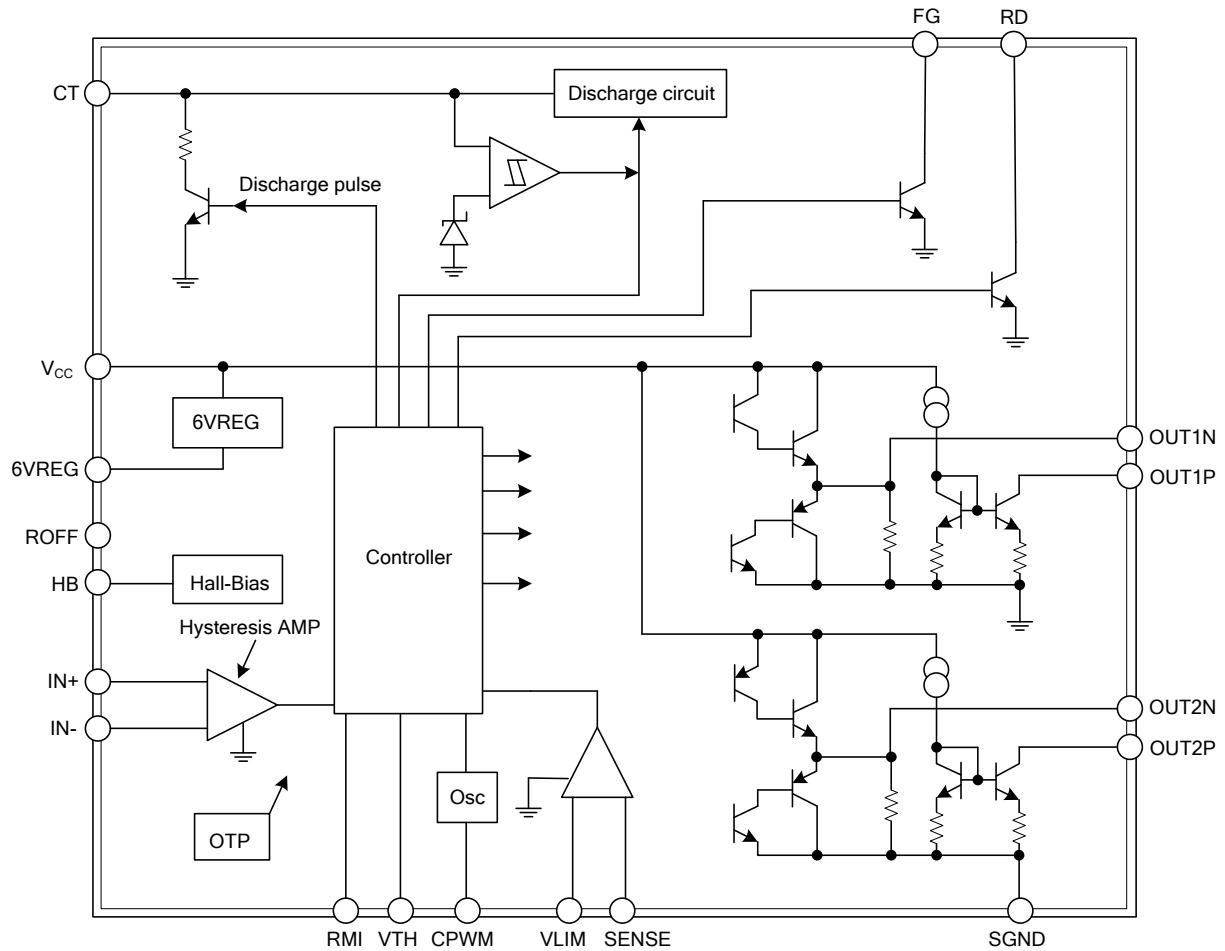 FG
RD
CT
Discharge circuit
Discharge pulse
VCC
6VREG
6VREG
OUT1N
OUT1P
ROFF
Controller
HB
Hall-Bias
Hysteresis AMP
IN+
IN-
OUT2N
OUT2P
Osc
OTP
RMI
VTH
CPWM
VLIM
SENSE
SGND